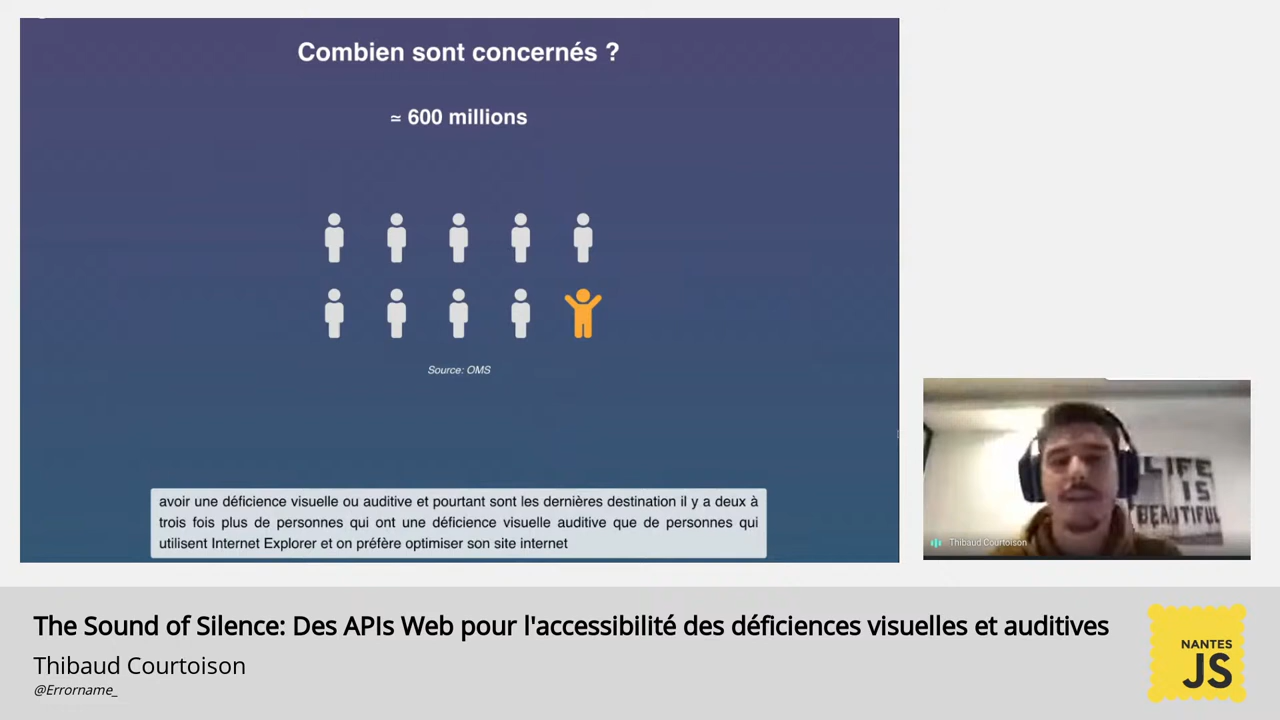 Combien sont concernés ?
≃ 600 millions
Source: OMS
avoir une déficience visuelle ou auditive et pourtant sont les dernières destination il y a deux à
trois fois plus de personnes qui ont une déficience visuelle auditive que de personnes qui
utilisent Internet Explorer et on préfère optimiser son site internet
LIFE
IS
BEAUTIFUL
Thibaud Courtoison
The Sound of Silence: Des APIs Web pour l'accessibilité des déficiences visuelles et auditives
Thibaud Courtoison
@Errorname_
NANTES
JS